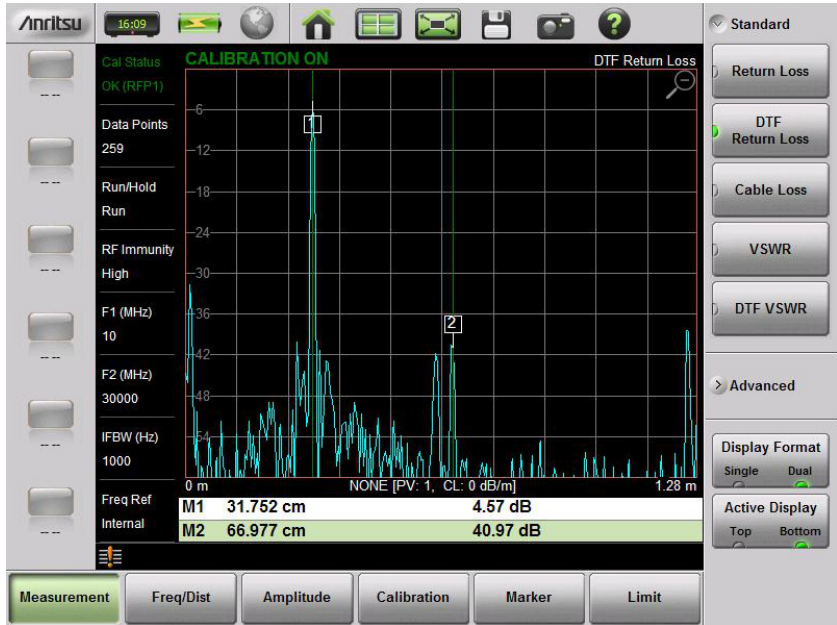 Anritsu
16:09
?
Standard
Cal Status
OK (RFP1)
Data Points
259
Run/Hold
Run
RF Immunity
High
F1 (MHz)
10
F2 (MHz)
30000
IFBW (Hz)
1000
Freq Ref
Internal
-- --
-- --
-- --
-- --
-- --
-- --
CALIBRATION ON
DTF Return Loss
-6
-12
-18
-24
-30
-36
-42
-48
-54
1
2
0 m
NONE [PV: 1, CL: 0 dB/m]
1.28 m
M1 31.752 cm 4.57 dB
M2 66.977 cm 40.97 dB
Return Loss
DTF
Return Loss
Cable Loss
VSWR
DTF VSWR
Advanced
Display Format
Single Dual
Active Display
Top Bottom
Measurement
Freq/Dist
Amplitude
Calibration
Marker
Limit